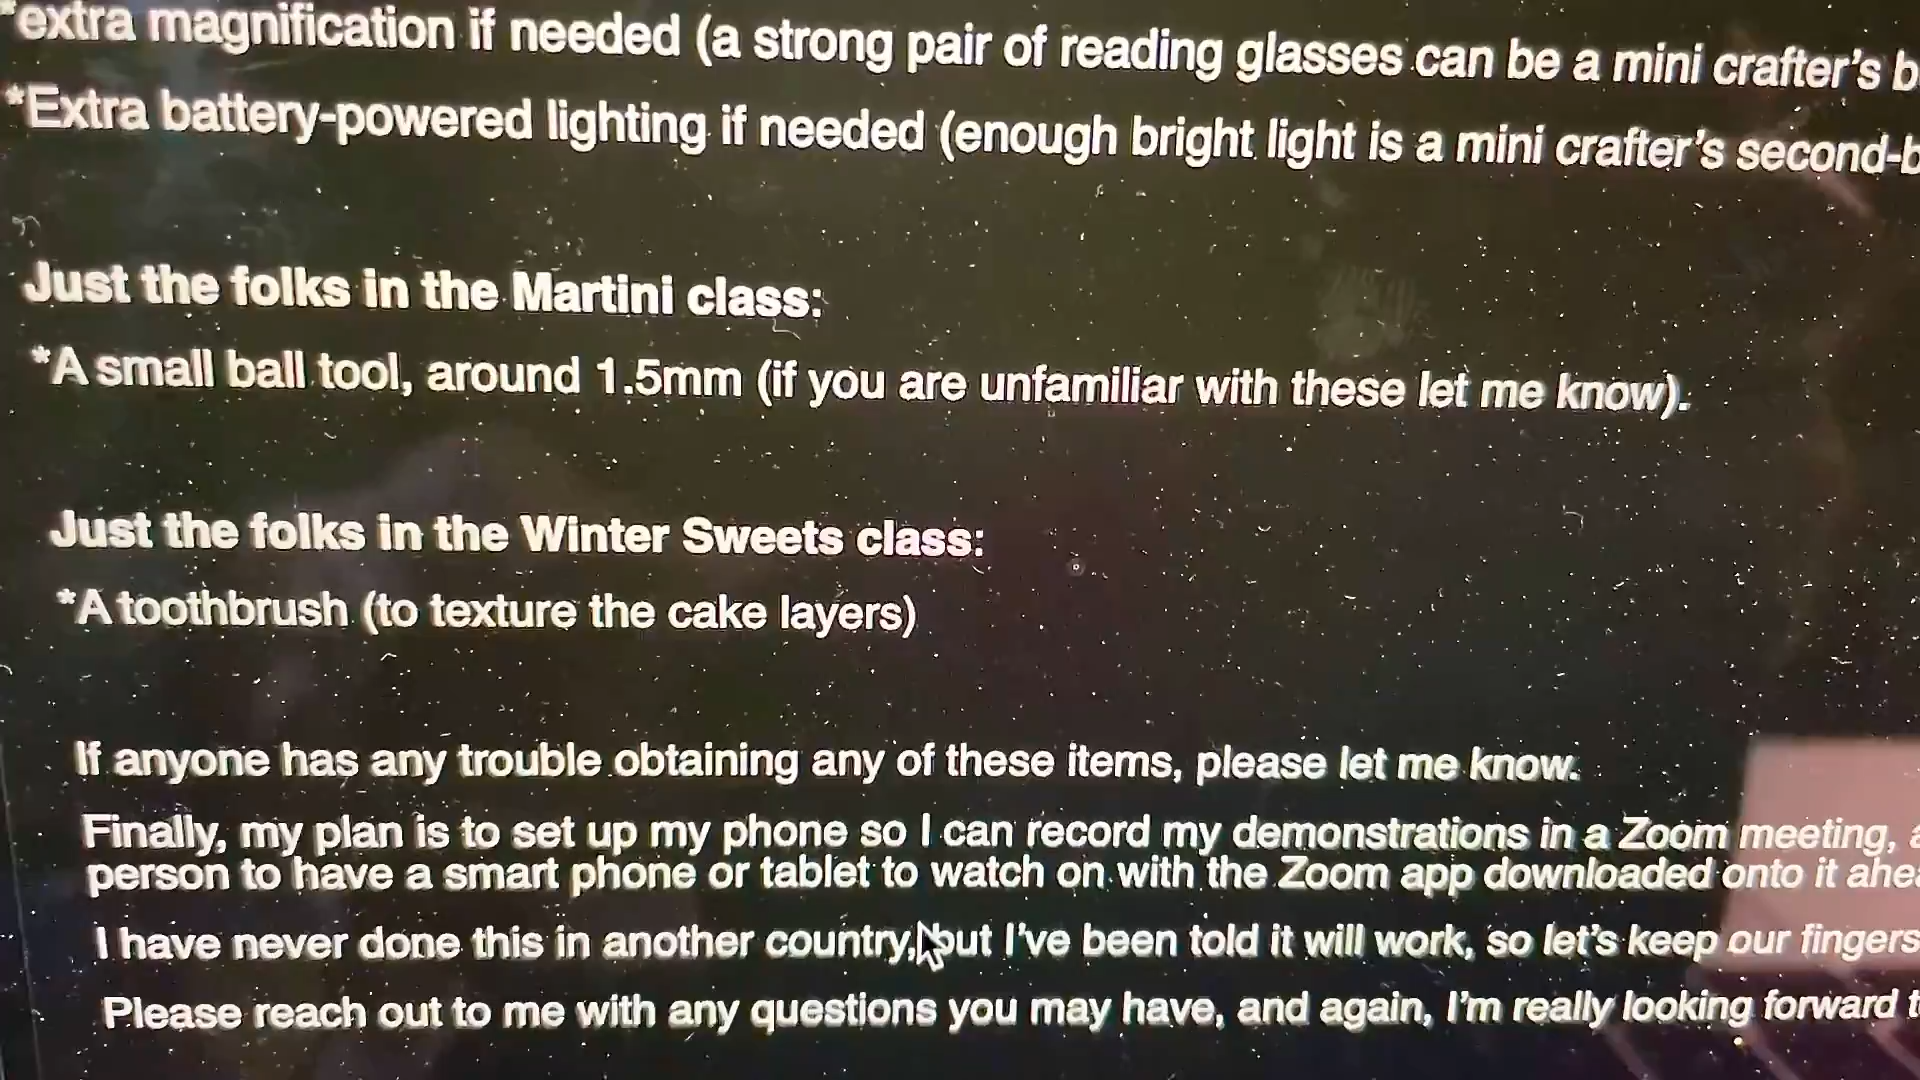 *extra magnification if needed (a strong pair of reading glasses can be a mini crafter's
*Extra battery-powered lighting if needed (enough bright light is a mini crafter's
Just the folks in the Martini class:
*A small ball tool, around 1.5mm (if you are unfamiliar with these let me know).
Just the folks in the Winter Sweets class:
*A toothbrush (to texture the cake layers)
If anyone has any trouble obtaining any of these items, please let me know.
Finally, my plan is to set up my phone so I can record my demonstrations in a Zoom meeting,
person to have a smart phone or tablet to watch on with the Zoom app downloaded onto it
I have never done this in another country, but I've been told it will work, so let's keep our fingers
Please reach out to me with any questions you may have, and again, I'm really looking forward